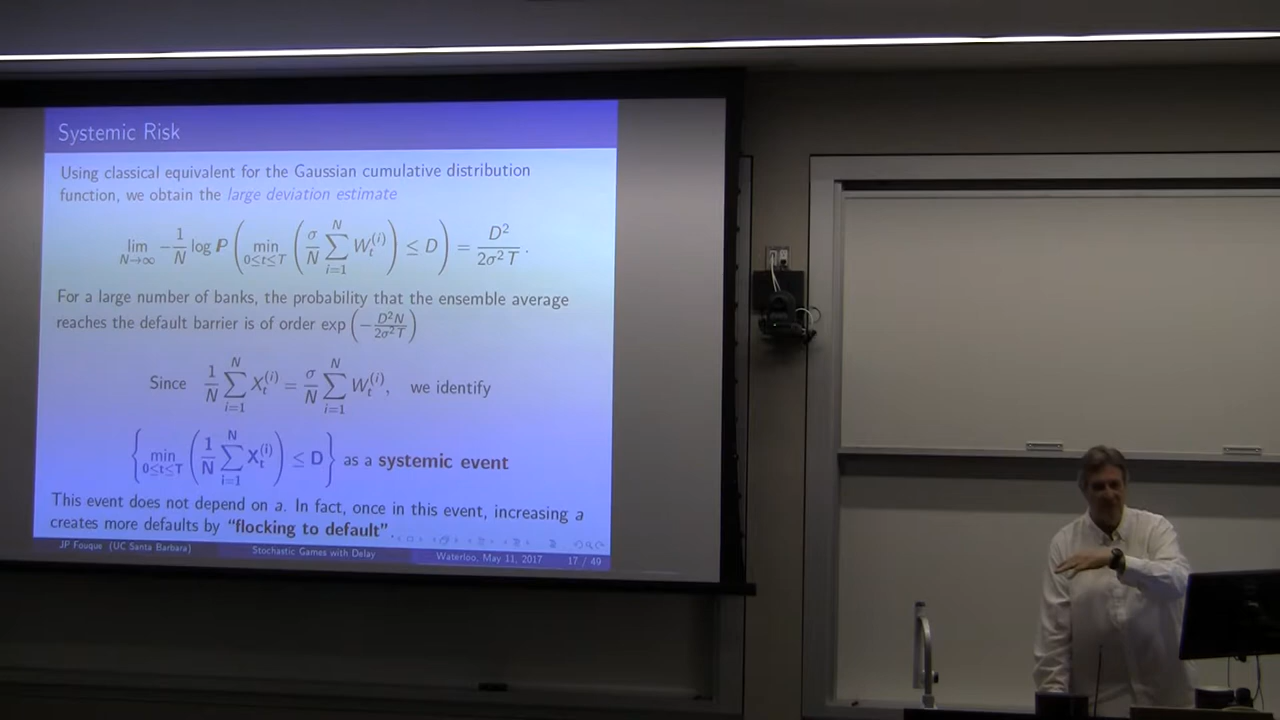 Systemic Risk
Using classical equivalent for the Gaussian cumulative distribution
function, we obtain the large deviation estimate
lim_{N→∞} −1/N log P ( min_{0≤t≤T} ( σ/N ∑_{i=1}^{N} W_t^{(i)} ) ≤ D ) = D²/2σ²T .
For a large number of banks, the probability that the ensemble average
reaches the default barrier is of order exp ( −D²N/2σ²T )
Since 1/N ∑_{i=1}^{N} X_t^{(i)} = σ/N ∑_{i=1}^{N} W_t^{(i)}, we identify
{ min_{0≤t≤T} ( 1/N ∑_{i=1}^{N} X_t^{(i)} ) ≤ D } as a systemic event
This event does not depend on a. In fact, once in this event, increasing a
creates more defaults by “flocking to default”.
JP Fouque (UC Santa Barbara) Stochastic Games with Delay Waterloo, May 11, 2017 17 / 49